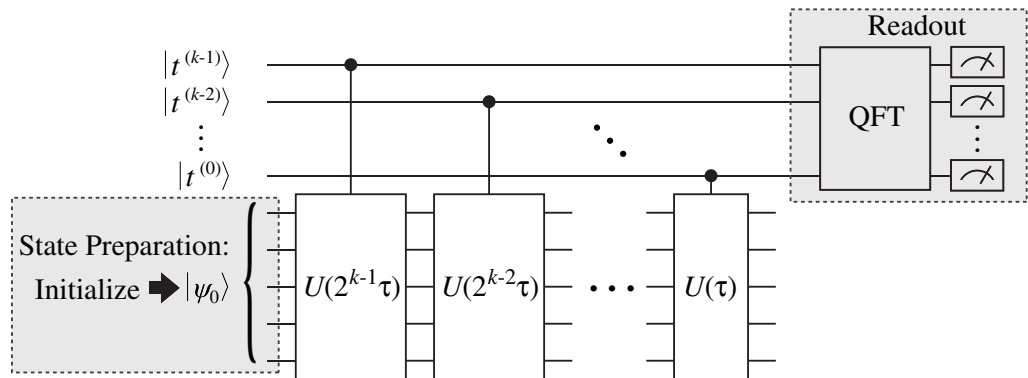 Readout
|t^(k-1)⟩
|t^(k-2)⟩
⋮
QFT
⋮
|t^(0)⟩
State Preparation:
Initialize ➡ |ψ₀⟩
U(2^{k-1}τ) U(2^{k-2}τ) ⋯ U(τ)